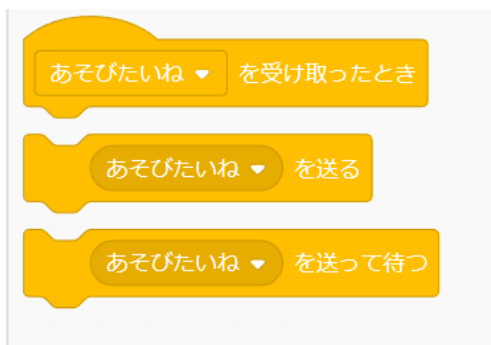 あそびたいね を受け取ったとき
あそびたいね を送る
あそびたいね を送って待つ